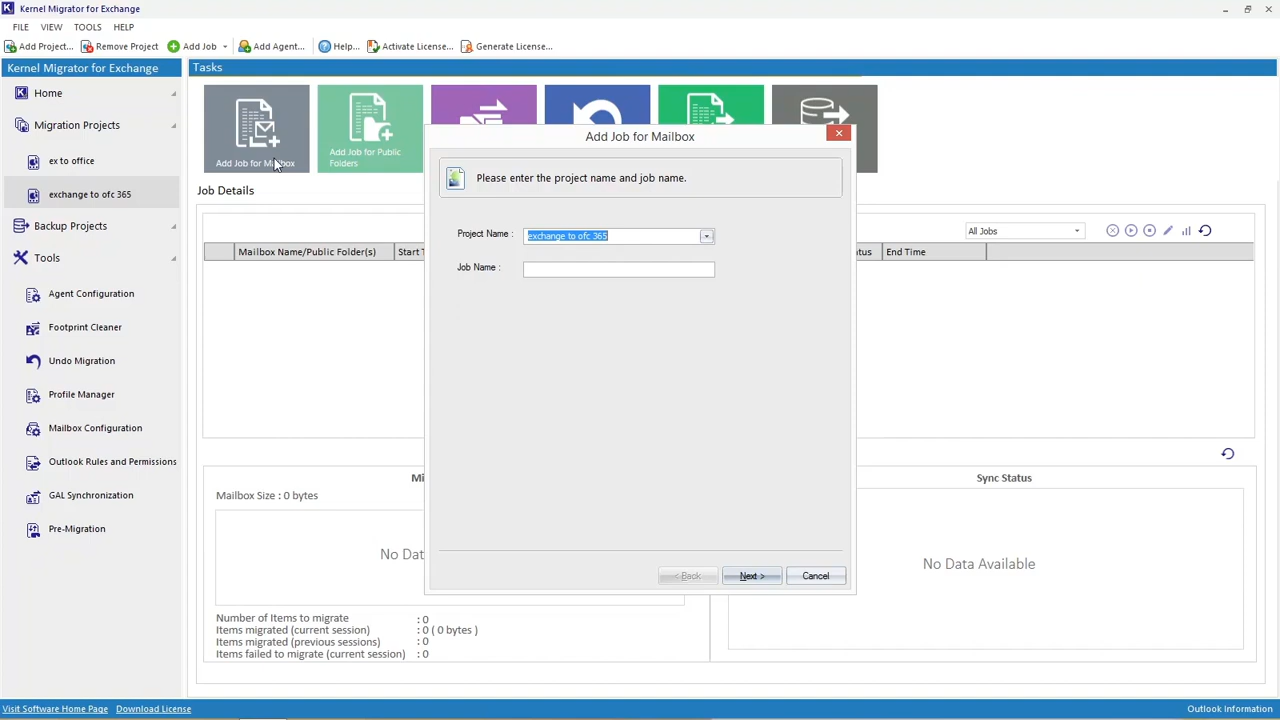 Kernel Migrator for Exchange
FILE VIEW TOOLS HELP
Add Project... Remove Project Add Job Add Agent... Help... Activate License... Generate License...
Kernel Migrator for Exchange
Tasks
Home
Migration Projects
ex to office
exchange to ofc 365
Backup Projects
Tools
Agent Configuration
Footprint Cleaner
Undo Migration
Profile Manager
Mailbox Configuration
Outlook Rules and Permissions
GAL Synchronization
Pre-Migration
Add Job for Mailbox
Add Job for Public
Folders
Job Details
All Jobs
Mailbox Name/Public Folder(s) Start T
atus End Time
Add Job for Mailbox
Please enter the project name and job name.
Project Name : exchange to ofc 365
Job Name :
< Back Next > Cancel
Mi
Mailbox Size : 0 bytes
No Dat
Number of Items to migrate : 0
Items migrated (current session) : 0 ( 0 bytes )
Items migrated (previous sessions) : 0
Items failed to migrate (current session) : 0
Sync Status
No Data Available
Visit Software Home Page Download License
Outlook Information